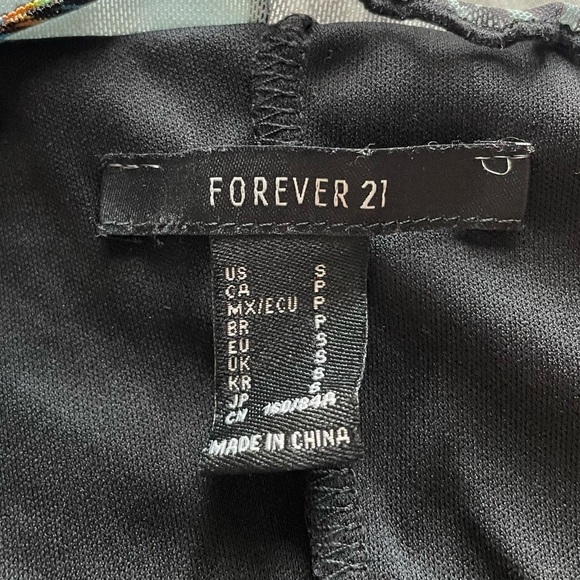 FOREVER 21
US S
CA P
MX/ECU P
BR P
EU S
UK S
KR S
JP S
CN 160/84A
MADE IN CHINA